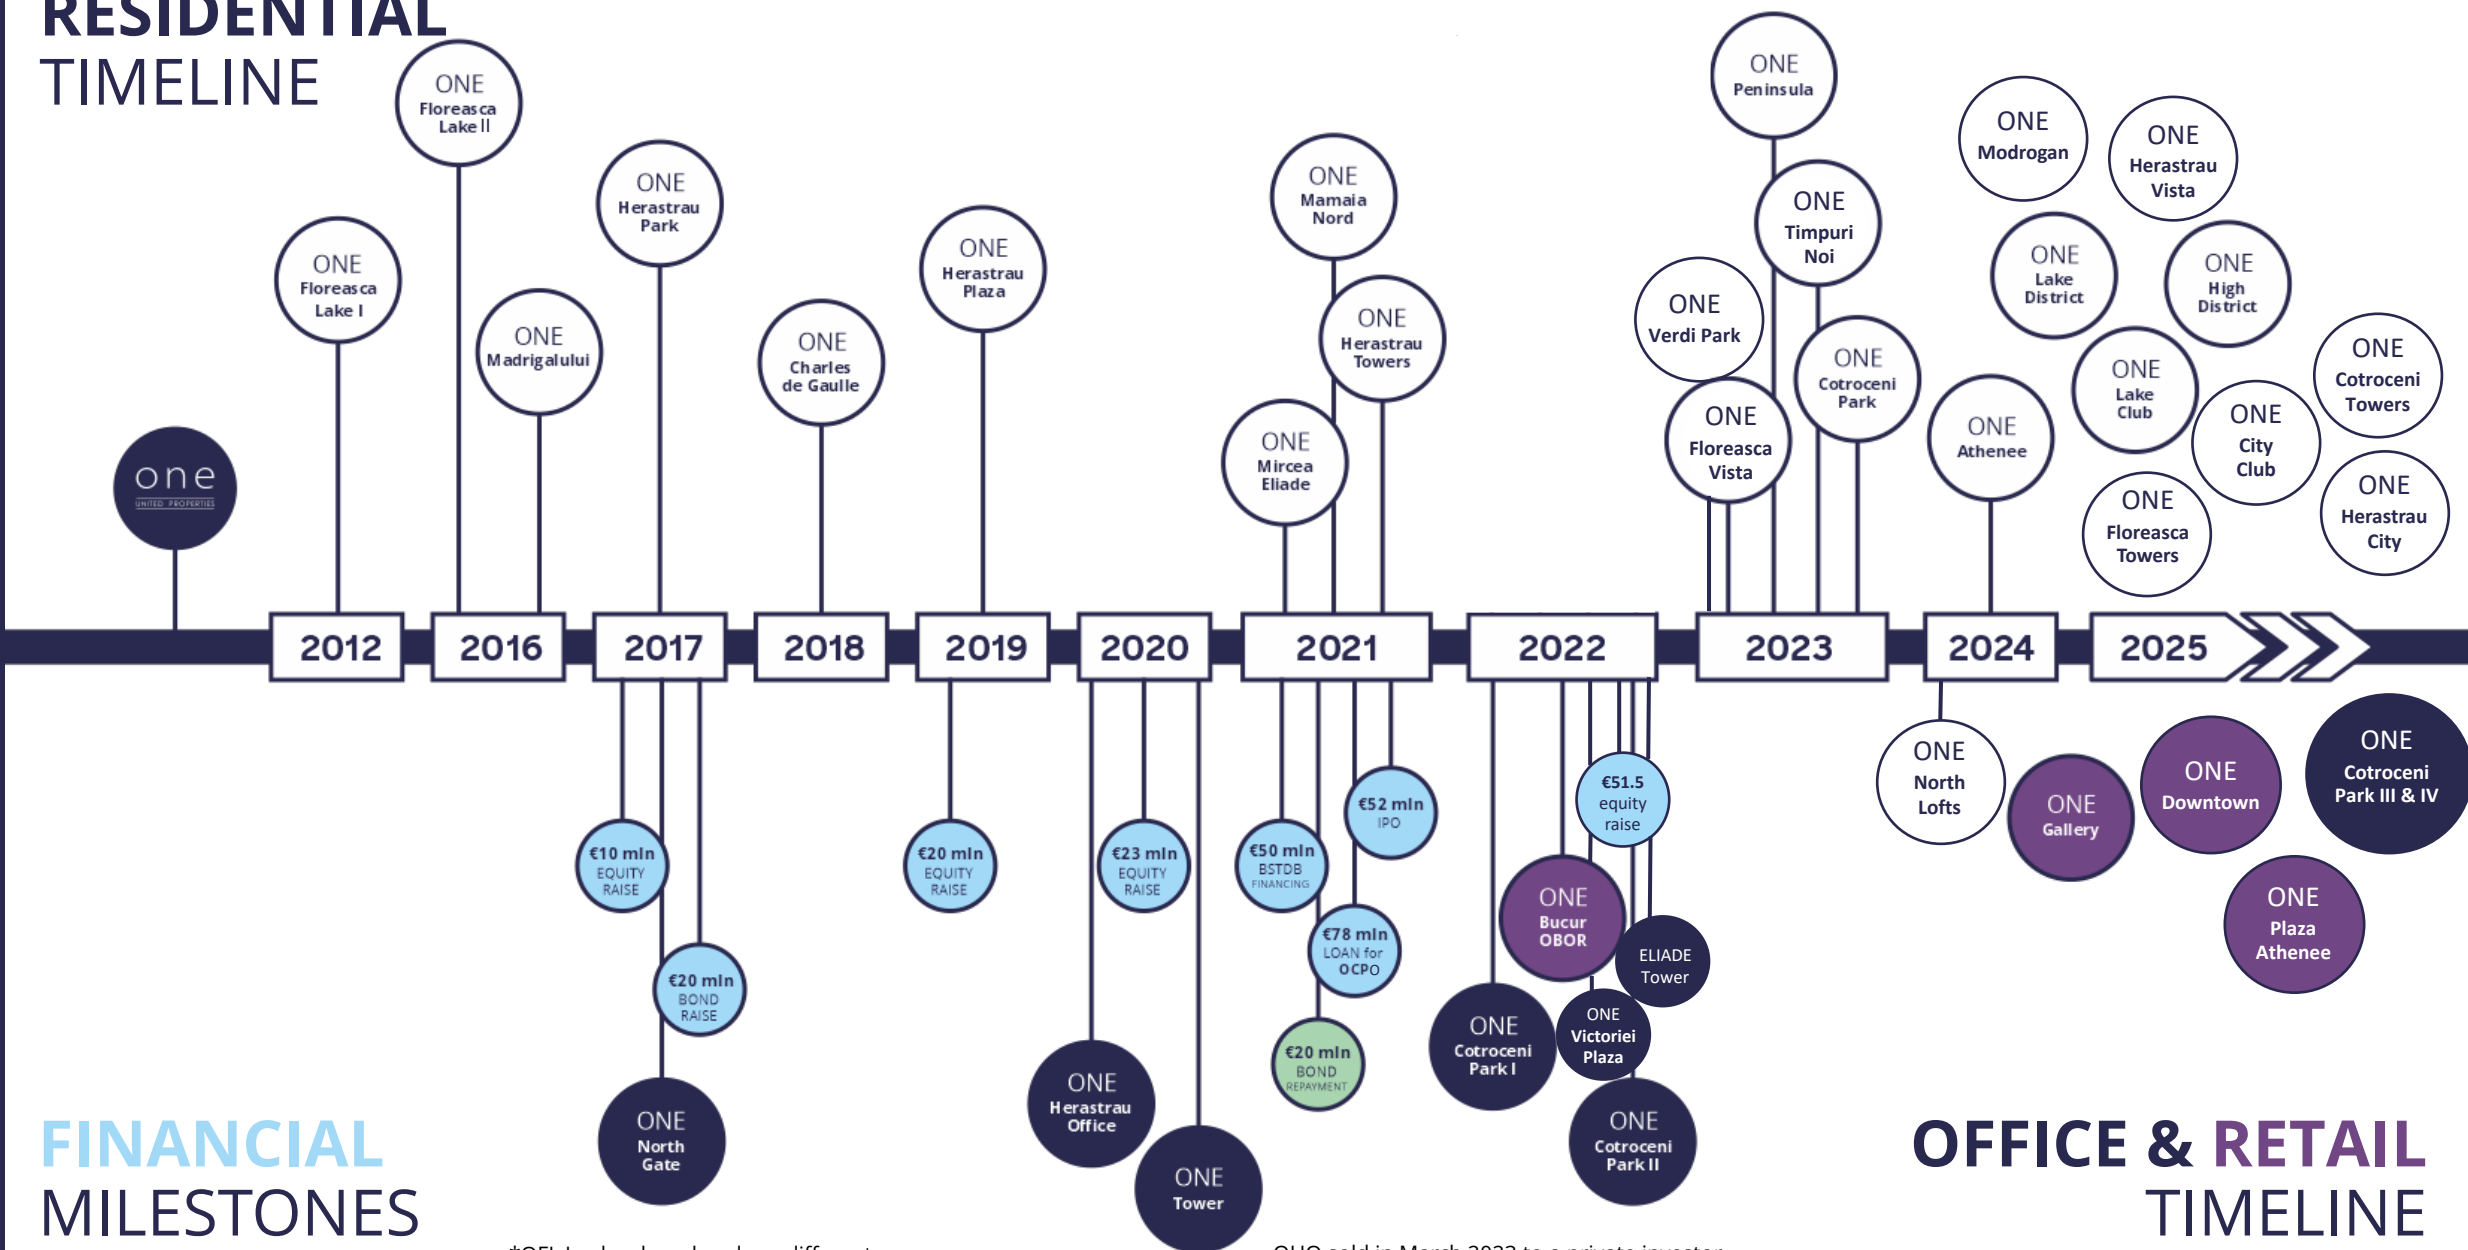 RESIDENTIAL
TIMELINE
one
UNITED PROPERTIES
ONE
Floreasca
Lake I
ONE
Floreasca
Lake II
ONE
Madrigalului
ONE
Herastrau
Park
ONE
Charles
de Gaulle
ONE
Herastrau
Plaza
ONE
Mircea
Eliade
ONE
Mamaia
Nord
ONE
Herastrau
Towers
ONE
Verdi Park
ONE
Floreasca
Vista
ONE
Peninsula
ONE
Timpuri
Noi
ONE
Cotroceni
Park
ONE
Athenee
ONE
Modrogan
ONE
Herastrau
Vista
ONE
Lake
District
ONE
High
District
ONE
Lake
Club
ONE
City
Club
ONE
Cotroceni
Towers
ONE
Floreasca
Towers
ONE
Herastrau
City
2012
2016
2017
2018
2019
2020
2021
2022
2023
2024
2025
€10 mln
EQUITY
RAISE
€20 mln
BOND
RAISE
ONE
North
Gate
€20 mln
EQUITY
RAISE
ONE
Herastrau
Office
€23 mln
EQUITY
RAISE
ONE
Tower
€50 mln
BSTDB
FINANCING
€20 mln
BOND
REPAYMENT
€78 mln
LOAN for
OCPO
€52 mln
IPO
ONE
Cotroceni
Park I
ONE
Bucur
OBOR
ONE
Victoriei
Plaza
€51.5
equity
raise
ONE
Cotroceni
Park II
ELIADE
Tower
ONE
North
Lofts
ONE
Gallery
ONE
Downtown
ONE
Plaza
Athenee
ONE
Cotroceni
Park III & IV
FINANCIAL
MILESTONES
OFFICE & RETAIL
TIMELINE